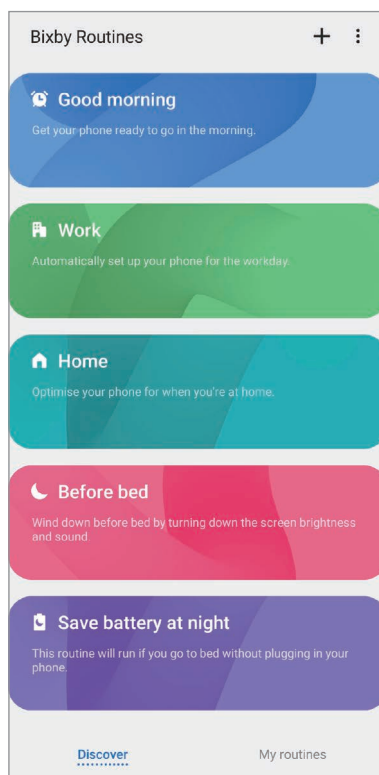 Bixby Routines
Good morning
Get your phone ready to go in the morning.
Work
Automatically set up your phone for the workday.
Home
Optimise your phone for when you're at home.
Before bed
Wind down before bed by turning down the screen brightness
and sound.
Save battery at night
This routine will run if you go to bed without plugging in your
phone.
Discover
My routines